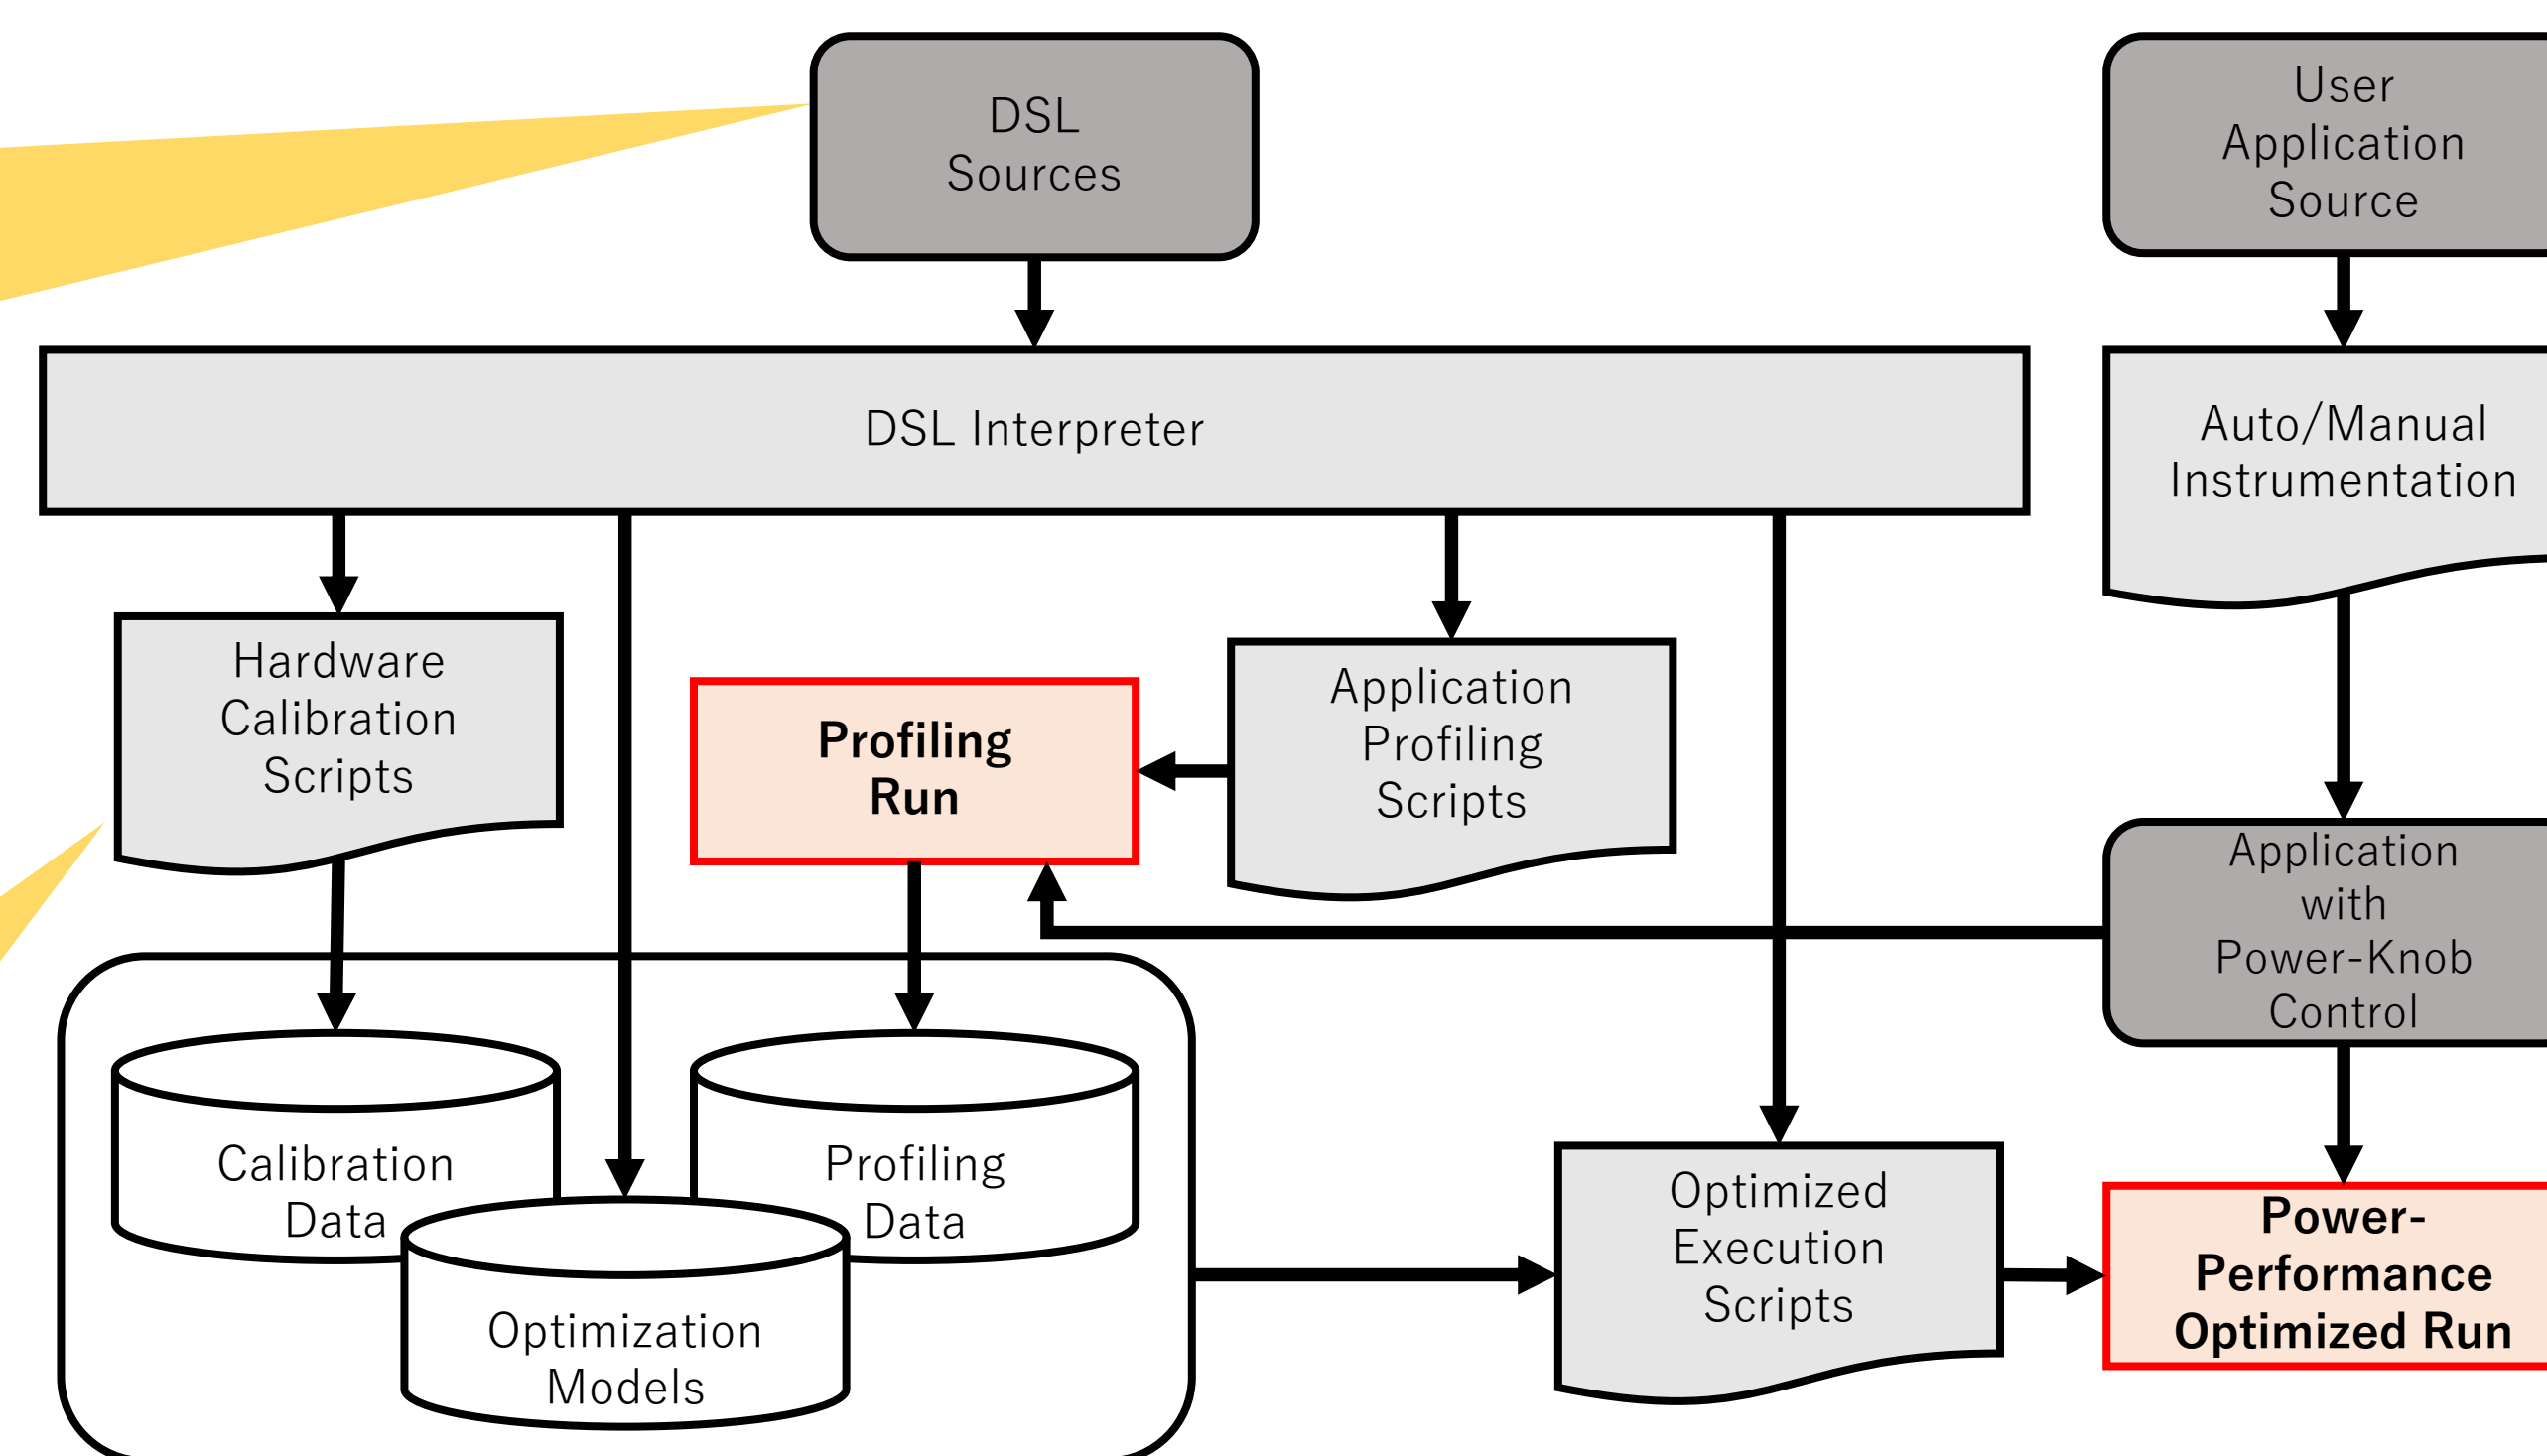 DSL
Sources
User
Application
Source
DSL Interpreter
Auto/Manual
Instrumentation
Hardware
Calibration
Scripts
Profiling
Run
Application
Profiling
Scripts
Application
with
Power-Knob
Control
Calibration
Data
Profiling
Data
Optimization
Models
Optimized
Execution
Scripts
Power-
Performance
Optimized Run